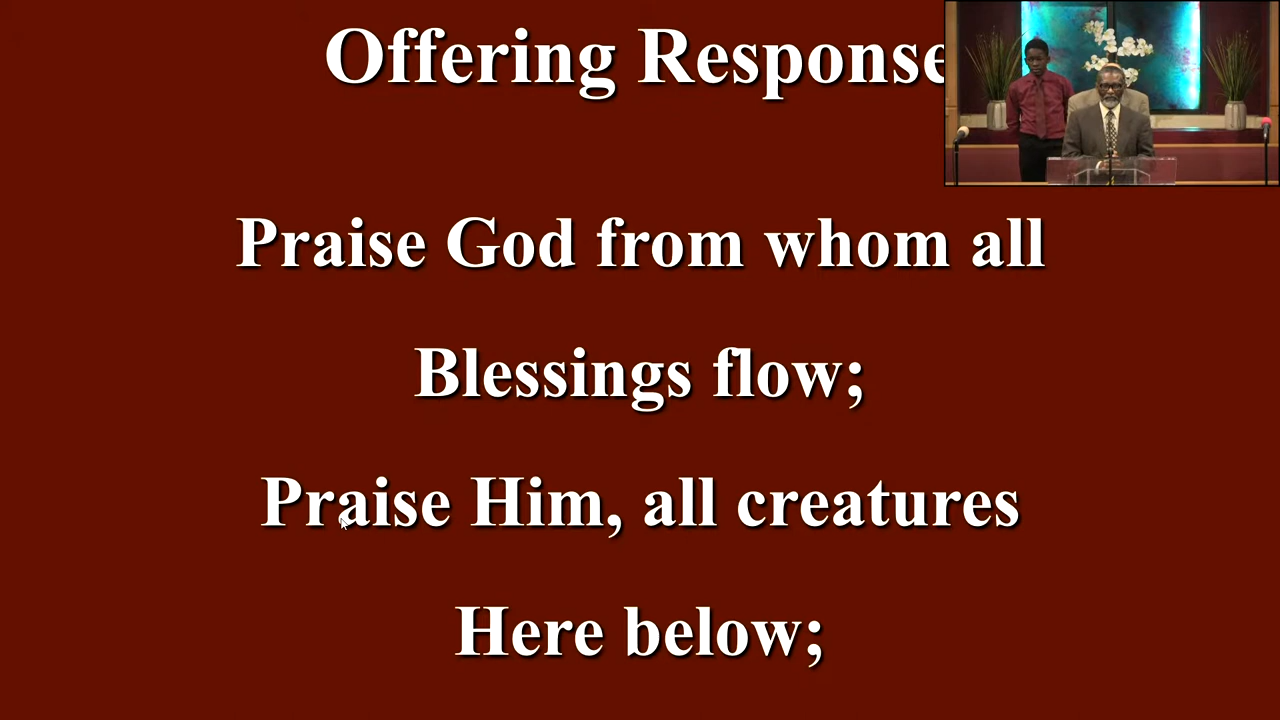 Offering Response
Praise God from whom all
Blessings flow;
Praise Him, all creatures
Here below;